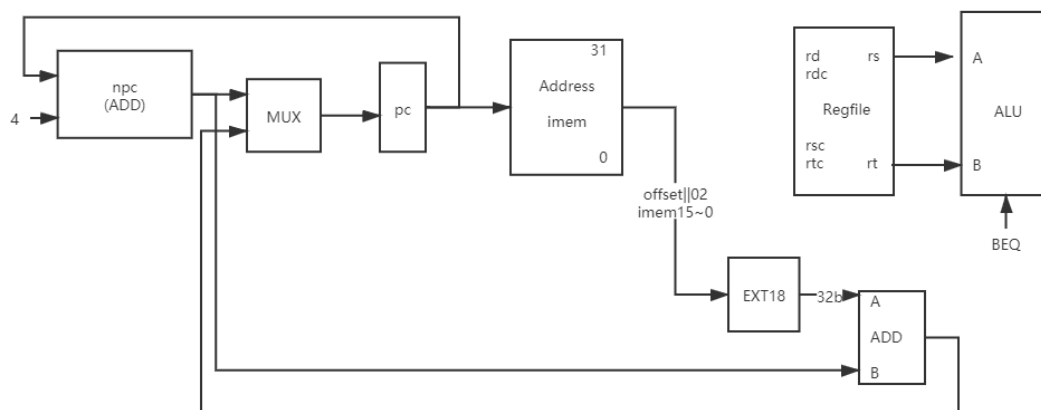 npc
(ADD)
4
MUX
pc
31
Address
imem
0
offset||02
imem15~0
EXT18
32b
A
ADD
B
rd rs
rdc
Regfile
rsc
rtc rt
A
ALU
B
BEQ